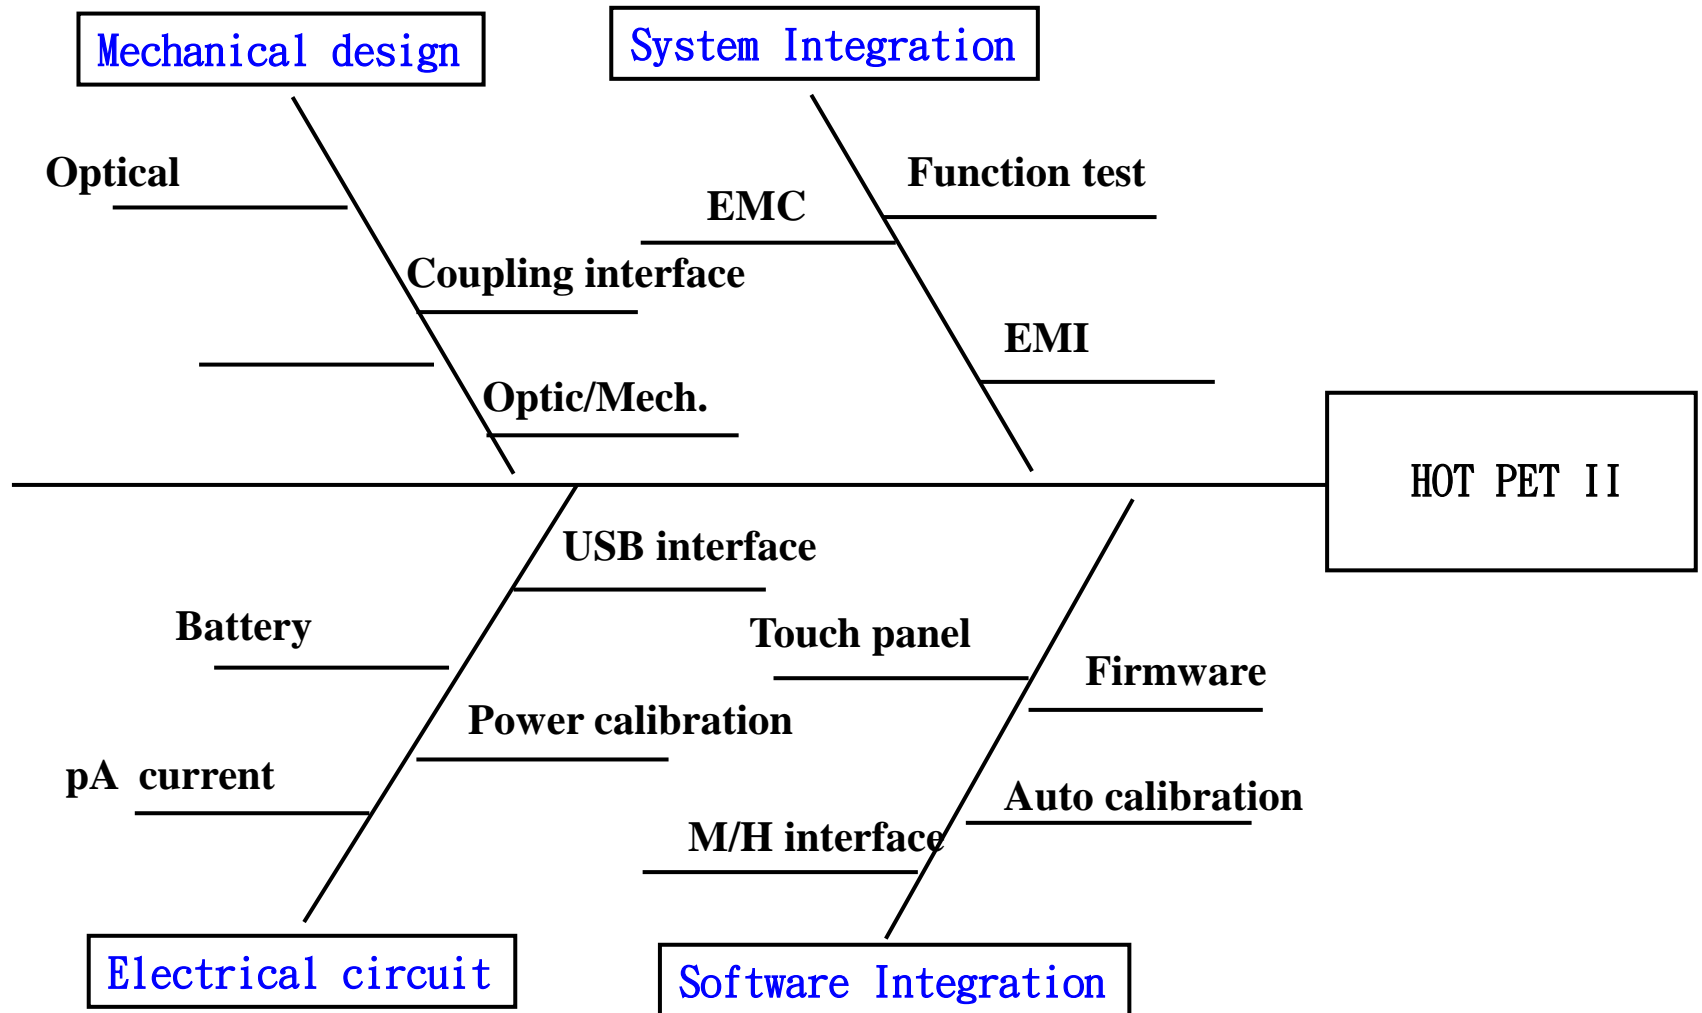 Mechanical design
System Integration
Optical
Function test
EMC
Coupling interface
EMI
Optic/Mech.
HOT PET II
USB interface
Battery
Touch panel
Firmware
Power calibration
pA current
Auto calibration
M/H interface
Electrical circuit
Software Integration